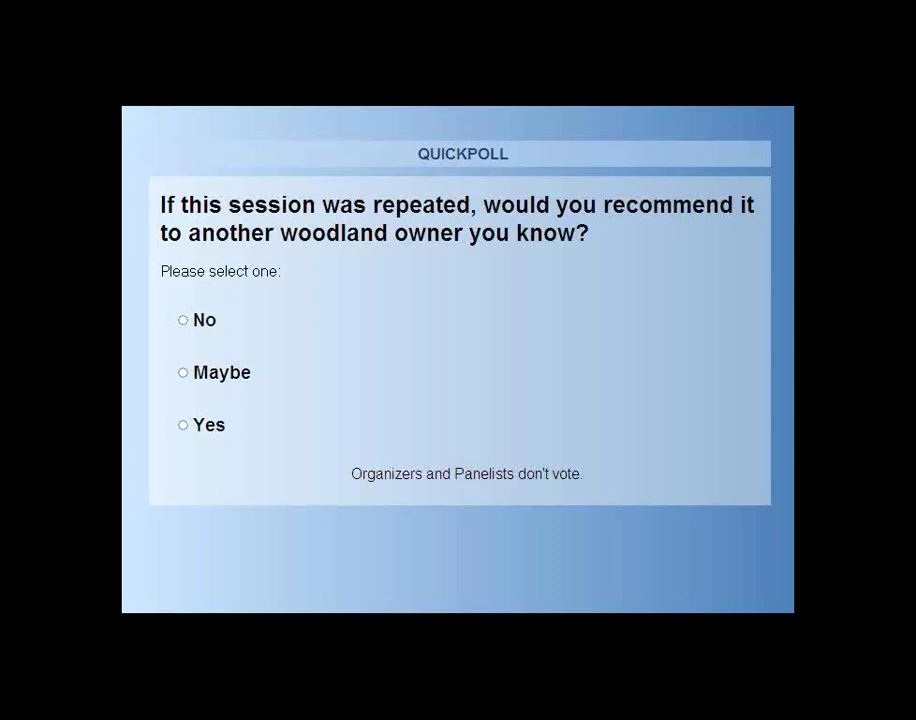 QUICKPOLL
If this session was repeated, would you recommend it
to another woodland owner you know?
Please select one:
No
Maybe
Yes
Organizers and Panelists don't vote.